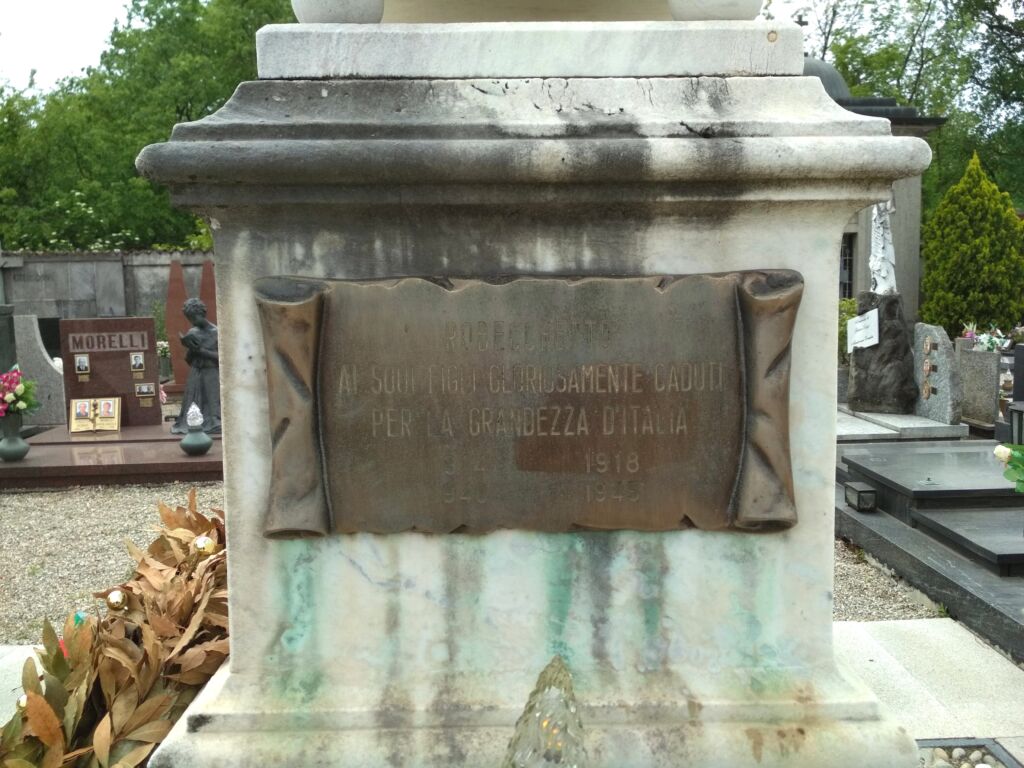 MORELLI
ROBECCHETTO
AI SUOI FIGLI GLORIOSAMENTE CADUTI
PER LA GRANDEZZA D'ITALIA
1918
1945